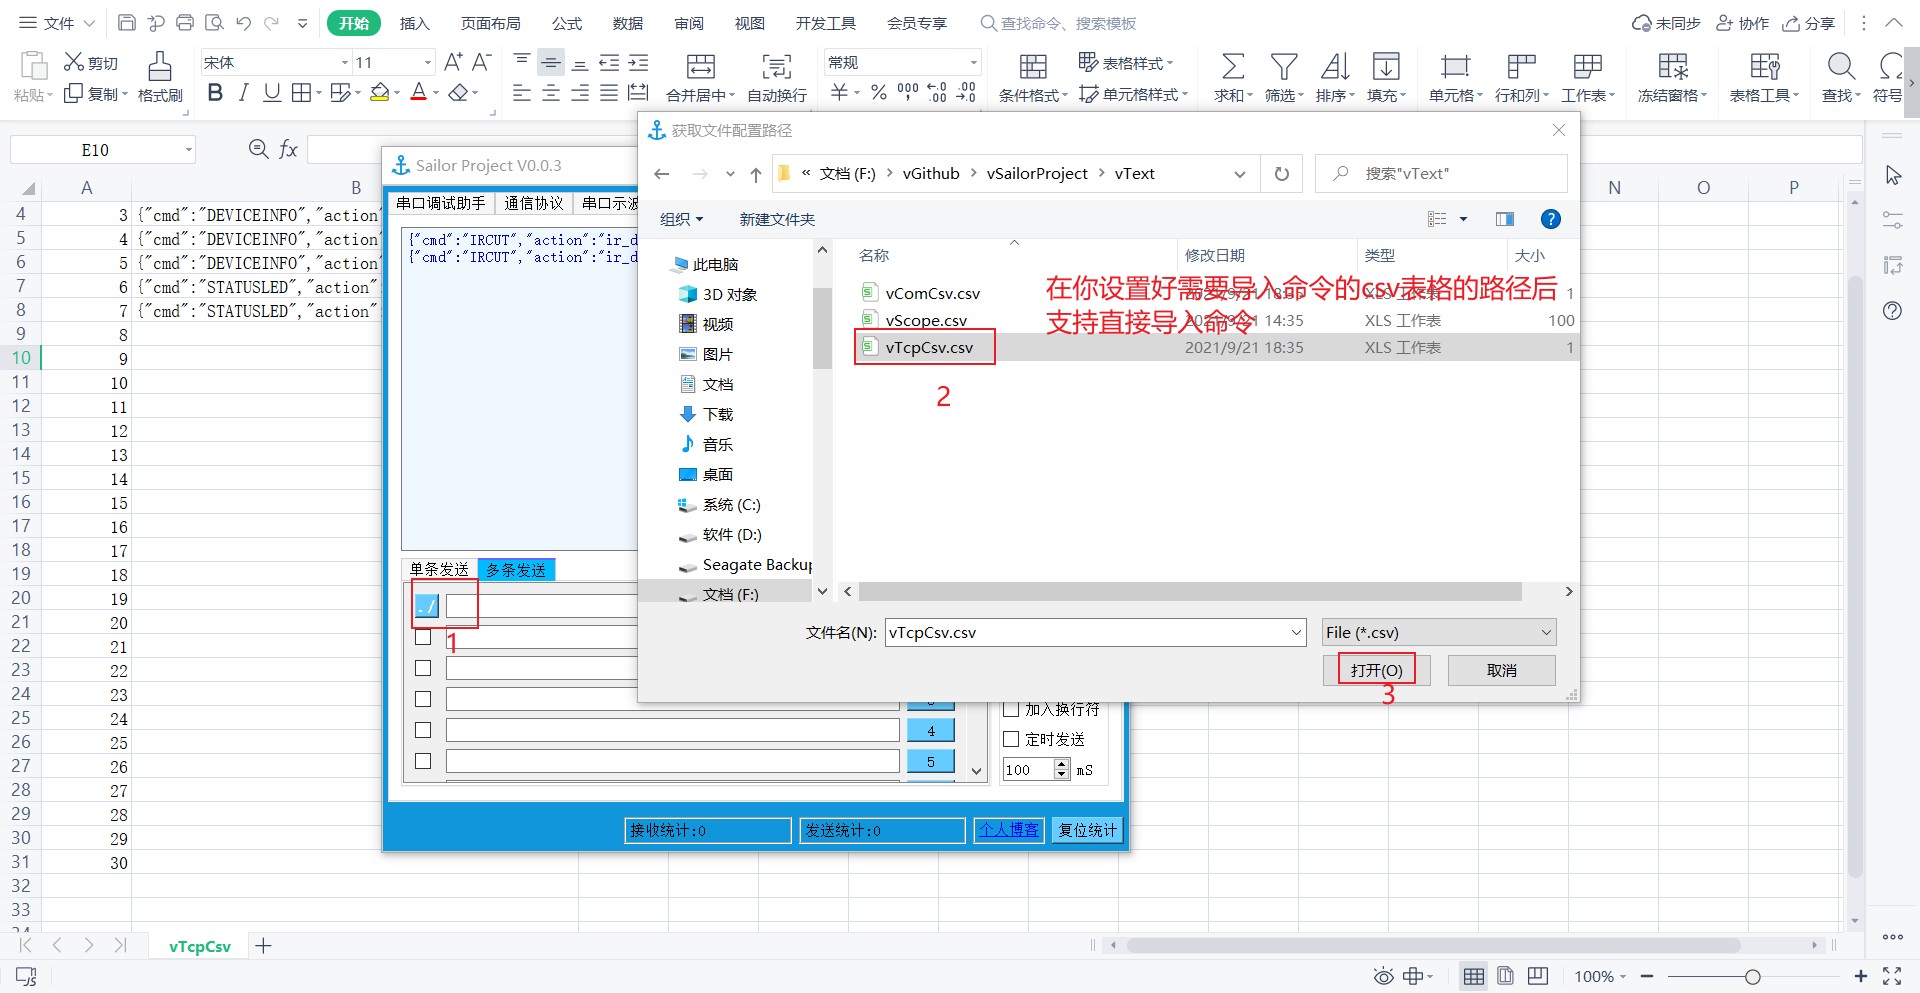 文件
开始
插入
页面布局
公式
数据
审阅
视图
开发工具
会员专享
查找命令、搜索模板
未同步
协作
分享
粘贴
剪切
复制
格式刷
宋体
11
合并居中
自动换行
常规
条件格式
表格样式
单元格样式
求和
筛选
排序
填充
单元格
行和列
工作表
冻结窗格
表格工具
查找
符号
E10
fx
A
B
N
O
P
4 3 {"cmd":"DEVICEINFO","action"
5 4 {"cmd":"DEVICEINFO","action"
6 5 {"cmd":"DEVICEINFO","action"
7 6 {"cmd":"STATUSLED","action"
8 7 {"cmd":"STATUSLED","action"
9 8
10 9
11 10
12 11
13 12
14 13
15 14
16 15
17 16
18 17
19 18
20 19
21 20
22 21
23 22
24 23
25 24
26 25
27 26
28 27
29 28
30 29
31 30
32
33
Sailor Project V0.0.3
串口调试助手
通信协议
串口示波
{"cmd":"IRCUT","action":"ir_d
{"cmd":"IRCUT","action":"ir_d
单条发送
多条发送
./
1
4
5
加入换行符
定时发送
100 mS
接收统计:0
发送统计:0
个人博客
复位统计
获取文件配置路径
« 文档 (F:) › vGithub › vSailorProject › vText
搜索"vText"
组织
新建文件夹
此电脑
3D 对象
视频
图片
文档
下载
音乐
桌面
系统 (C:)
软件 (D:)
Seagate Backup
文档 (F:)
名称
修改日期
类型
大小
vComCsv.csv 2021/9/21 18:35 XLS 工作表 1
vScope.csv 2021/9/21 14:35 XLS 工作表 100
vTcpCsv.csv 2021/9/21 18:35 XLS 工作表 1
在你设置好需要导入命令的csv表格的路径后
支持直接导入命令
2
文件名(N):
vTcpCsv.csv
File (*.csv)
打开(O)
取消
3
vTcpCsv
100%